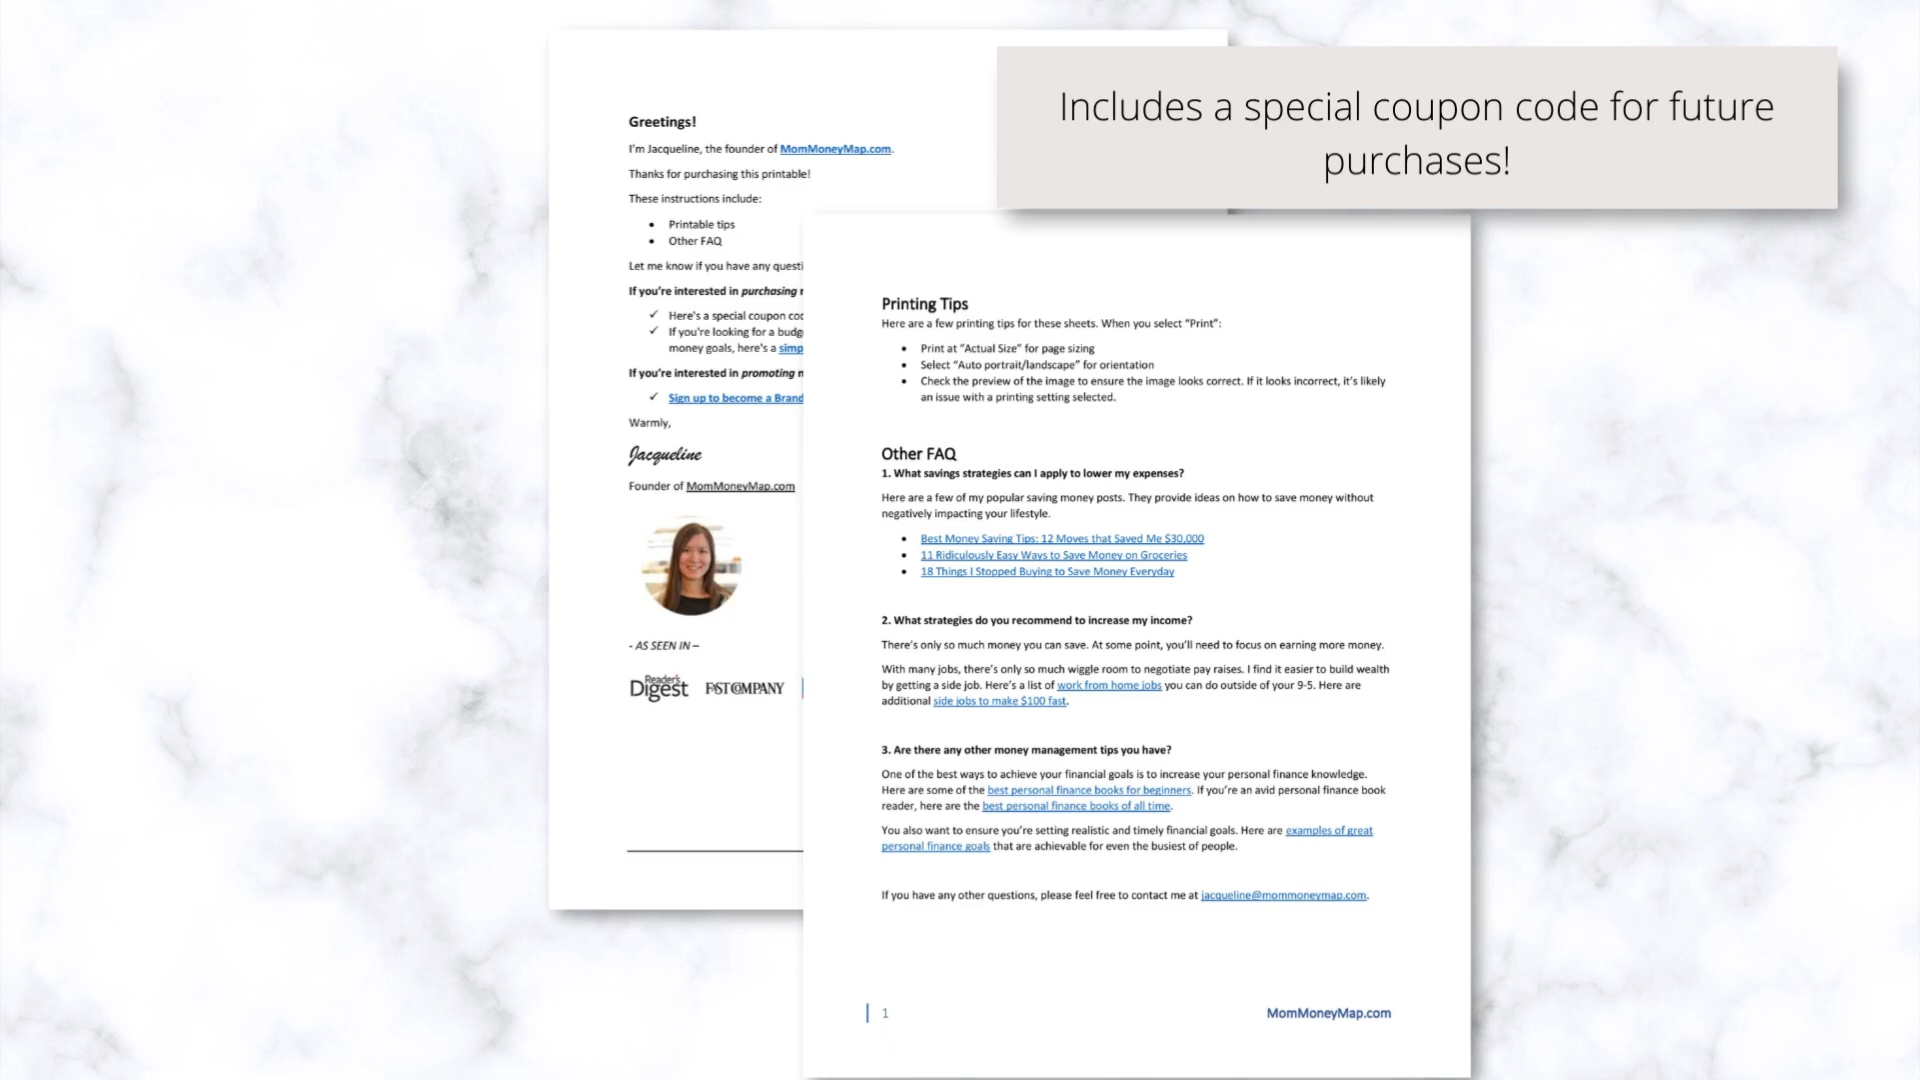 Includes a special coupon code for future
purchases!
Greetings!
I'm Jacqueline, the founder of MomMoneyMap.com.
Thanks for purchasing this printable!
These instructions include:
• Printable tips
• Other FAQ
Let me know if you have any questi
If you're interested in purchasing
✓ Here's a special coupon
✓ If you're looking for a budg
money goals, here's a simp
If you're interested in promoting
✓ Sign up to become a Brand
Warmly,
Jacqueline
Founder of MomMoneyMap.com
- AS SEEN IN –
Reader's
Digest FAST COMPANY
Printing Tips
Here are a few printing tips for these sheets. When you select "Print":
• Print at "Actual Size" for page sizing
• Select "Auto portrait/landscape" for orientation
• Check the preview of the image to ensure the image looks correct. If it looks incorrect, it's likely
an issue with a printing setting selected.
Other FAQ
1. What savings strategies can I apply to lower my expenses?
Here are a few of my popular saving money posts. They provide ideas on how to save money without
negatively impacting your lifestyle.
• Best Money Saving Tips: 12 Moves that Saved Me $30,000
• 11 Ridiculously Easy Ways to Save Money on Groceries
• 18 Things I Stopped Buying to Save Money Everyday
2. What strategies do you recommend to increase my income?
There's only so much money you can save. At some point, you'll need to focus on earning more money.
With many jobs, there's only so much wiggle room to negotiate pay raises. I find it easier to build wealth
by getting a side job. Here's a list of work from home jobs you can do outside of your 9-5. Here are
additional side jobs to make $100 fast.
3. Are there any other money management tips you have?
One of the best ways to achieve your financial goals is to increase your personal finance knowledge.
Here are some of the best personal finance books for beginners. If you're an avid personal finance book
reader, here are the best personal finance books of all time.
You also want to ensure you're setting realistic and timely financial goals. Here are examples of great
personal finance goals that are achievable for even the busiest of people.
If you have any other questions, please feel free to contact me at jacqueline@mommoneymap.com.
1 MomMoneyMap.com